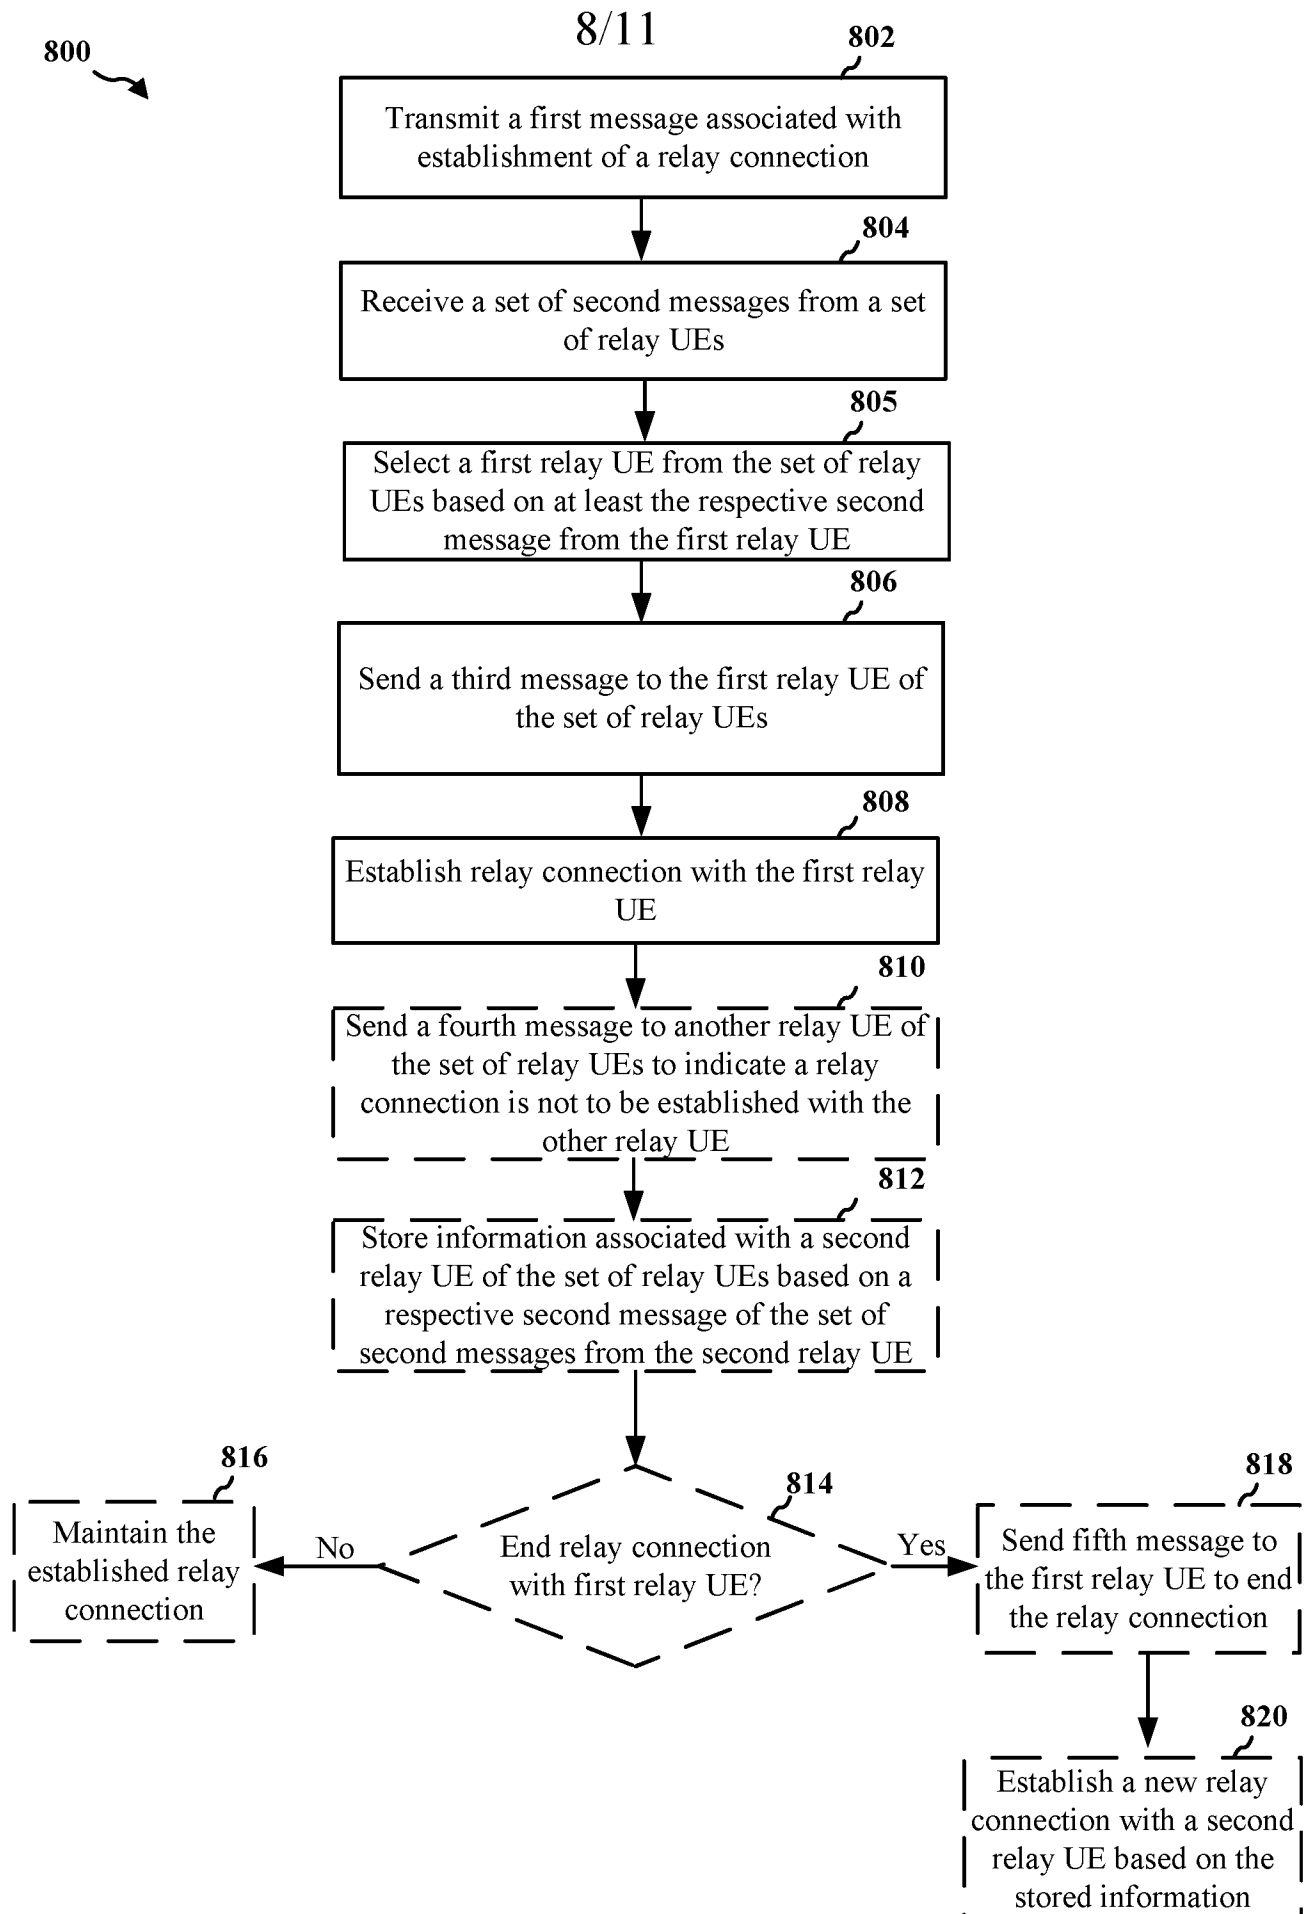 8/11
800
802
Transmit a first message associated with
establishment of a relay connection
804
Receive a set of second messages from a set
of relay UEs
805
Select a first relay UE from the set of relay
UEs based on at least the respective second
message from the first relay UE
806
Send a third message to the first relay UE of
the set of relay UEs
808
Establish relay connection with the first relay
UE
810
Send a fourth message to another relay UE of
the set of relay UEs to indicate a relay
connection is not to be established with the
other relay UE
812
Store information associated with a second
relay UE of the set of relay UEs based on a
respective second message of the set of
second messages from the second relay UE
814
End relay connection
with first relay UE?
No
816
Maintain the
established relay
connection
Yes
818
Send fifth message to
the first relay UE to end
the relay connection
820
Establish a new relay
connection with a second
relay UE based on the
stored information